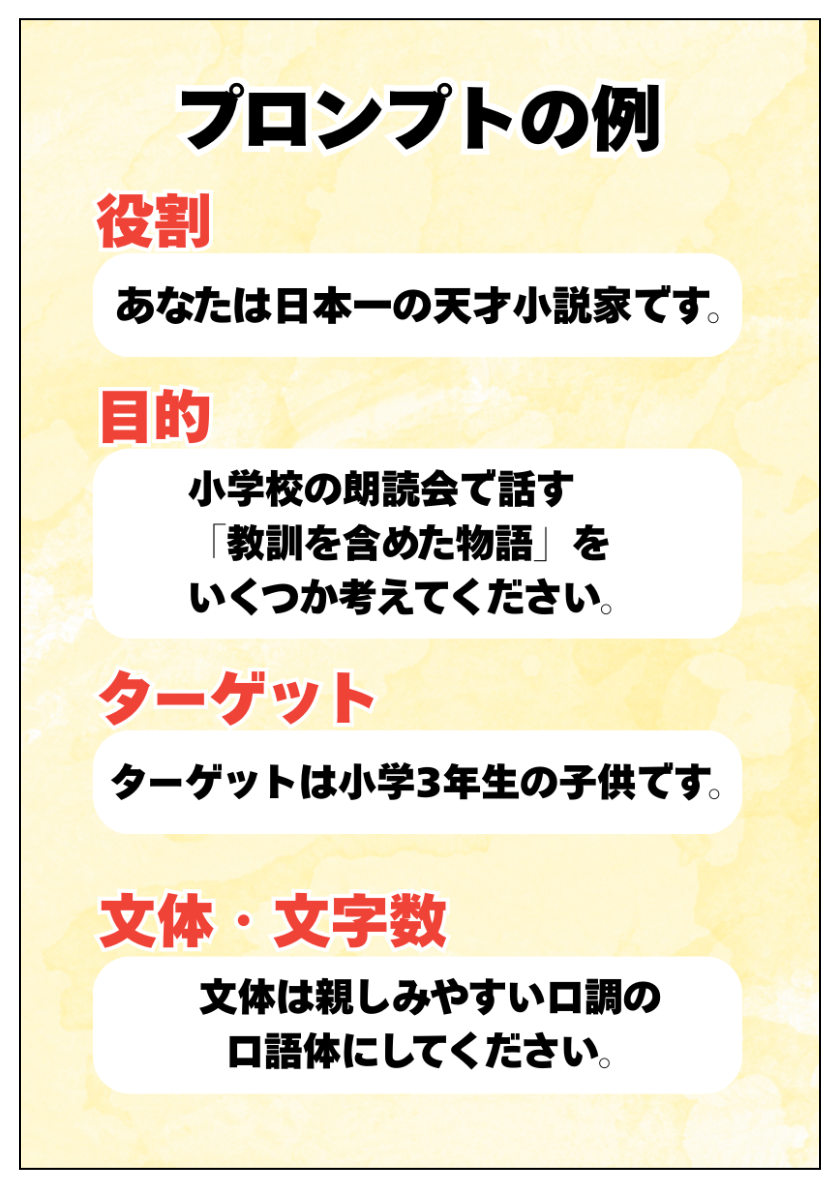 プロンプトの例
役割
あなたは日本一の天才小説家です。
目的
小学校の朗読会で話す
「教訓を含めた物語」を
いくつか考えてください。
ターゲット
ターゲットは小学3年生の子供です。
文体・文字数
文体は親しみやすい口調の
口語体にしてください。